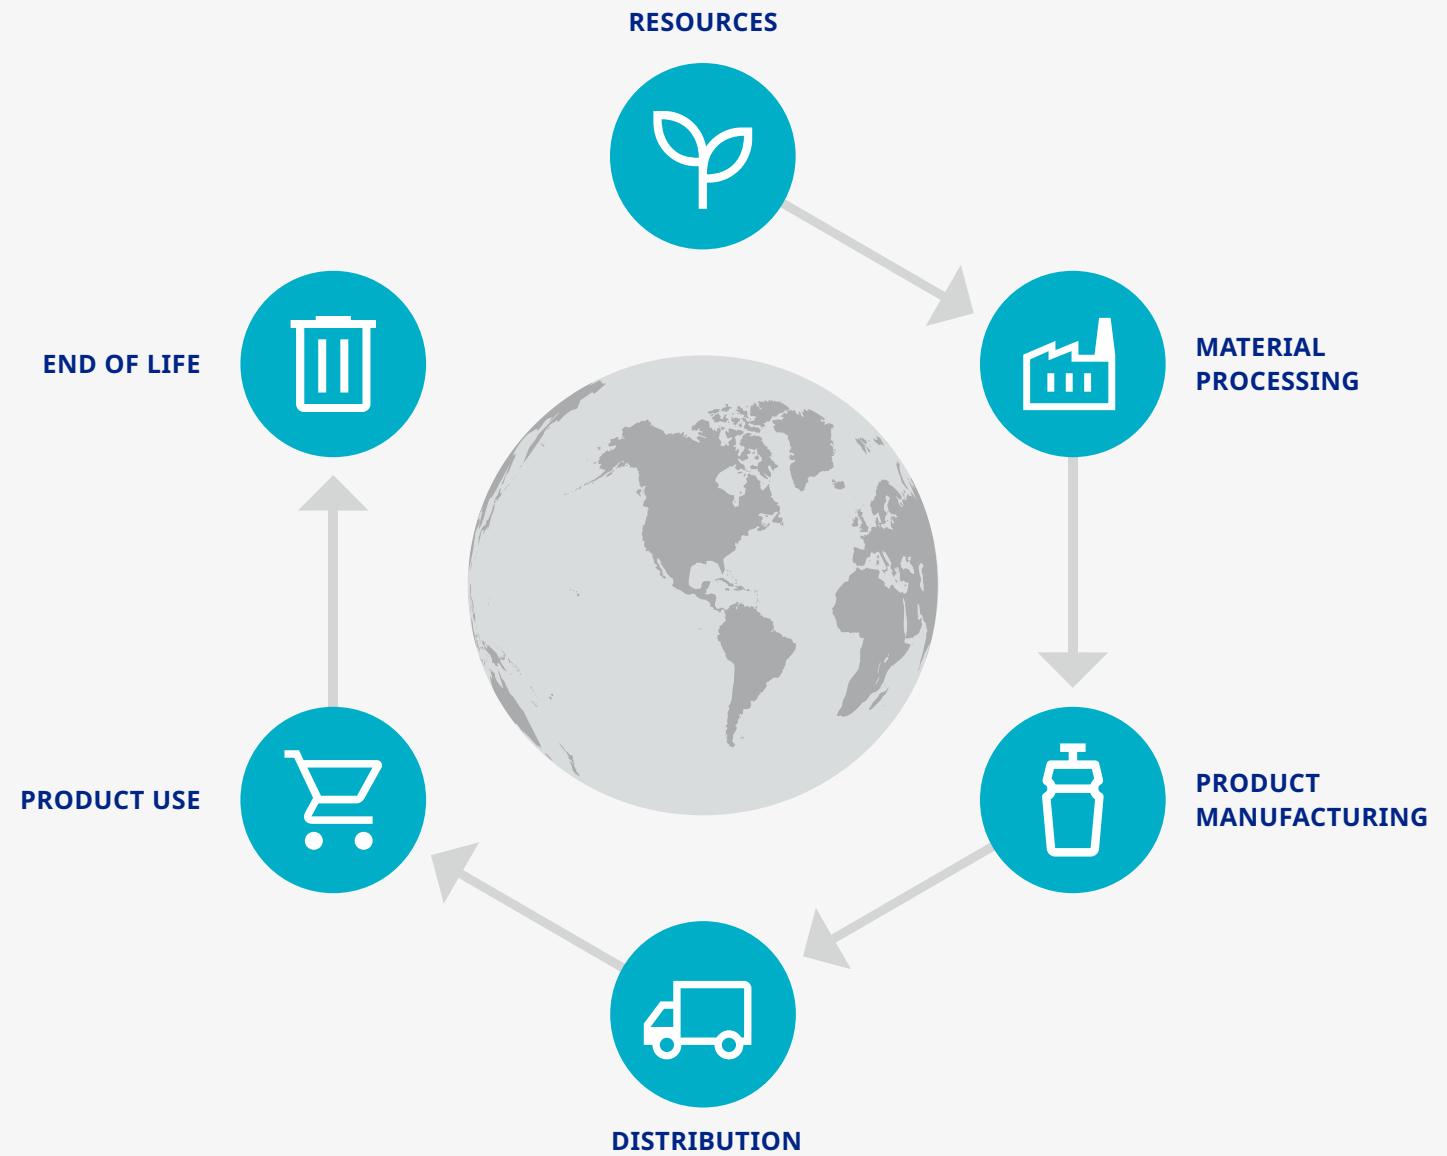 RESOURCES
MATERIAL
PROCESSING
PRODUCT
MANUFACTURING
DISTRIBUTION
PRODUCT USE
END OF LIFE